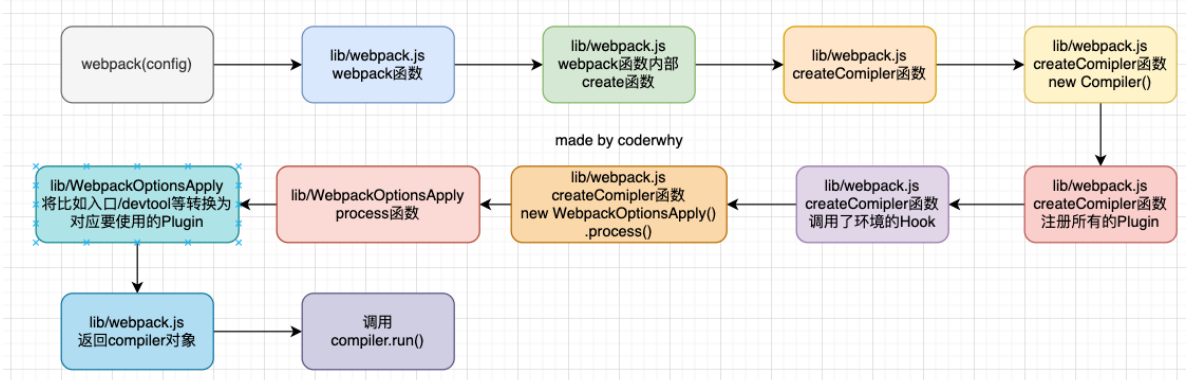 webpack(config)
lib/webpack.js
webpack函数
lib/webpack.js
webpack函数内部
create函数
lib/webpack.js
createComipler函数
lib/webpack.js
createComipler函数
new Compiler()
made by coderwhy
lib/WebpackOptionsApply
将比如入口/devtool等转换为
对应要使用的Plugin
lib/WebpackOptionsApply
process函数
lib/webpack.js
createComipler函数
new WebpackOptionsApply()
.process()
lib/webpack.js
createComipler函数
调用了环境的Hook
lib/webpack.js
createComipler函数
注册所有的Plugin
lib/webpack.js
返回compiler对象
调用
compiler.run()